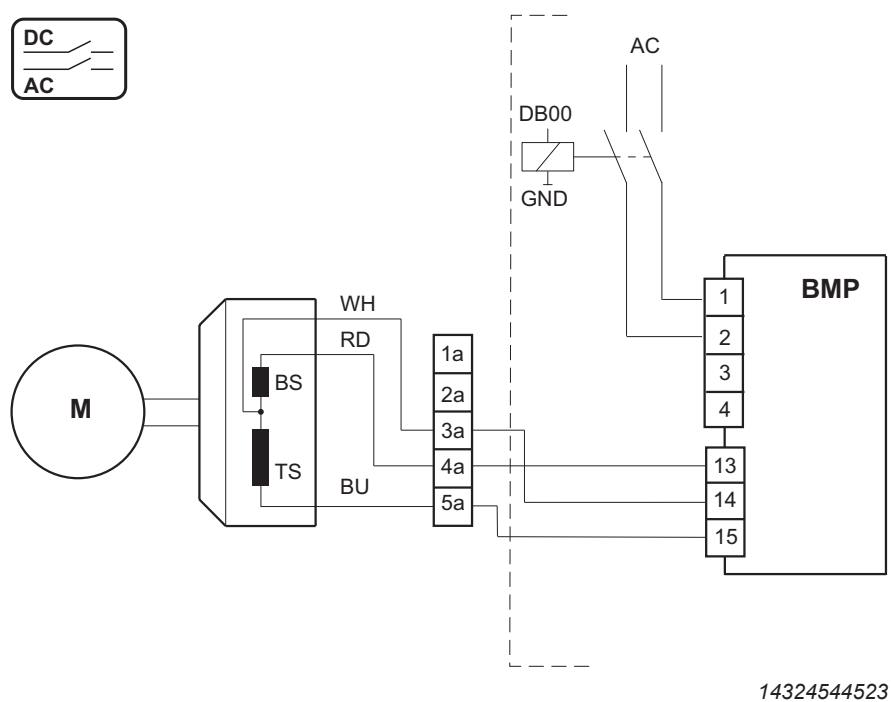 DC
AC
AC
DB00
GND
BMP
1
2
3
4
13
14
15
WH
RD
BS
TS
BU
M
1a
2a
3a
4a
5a
14324544523